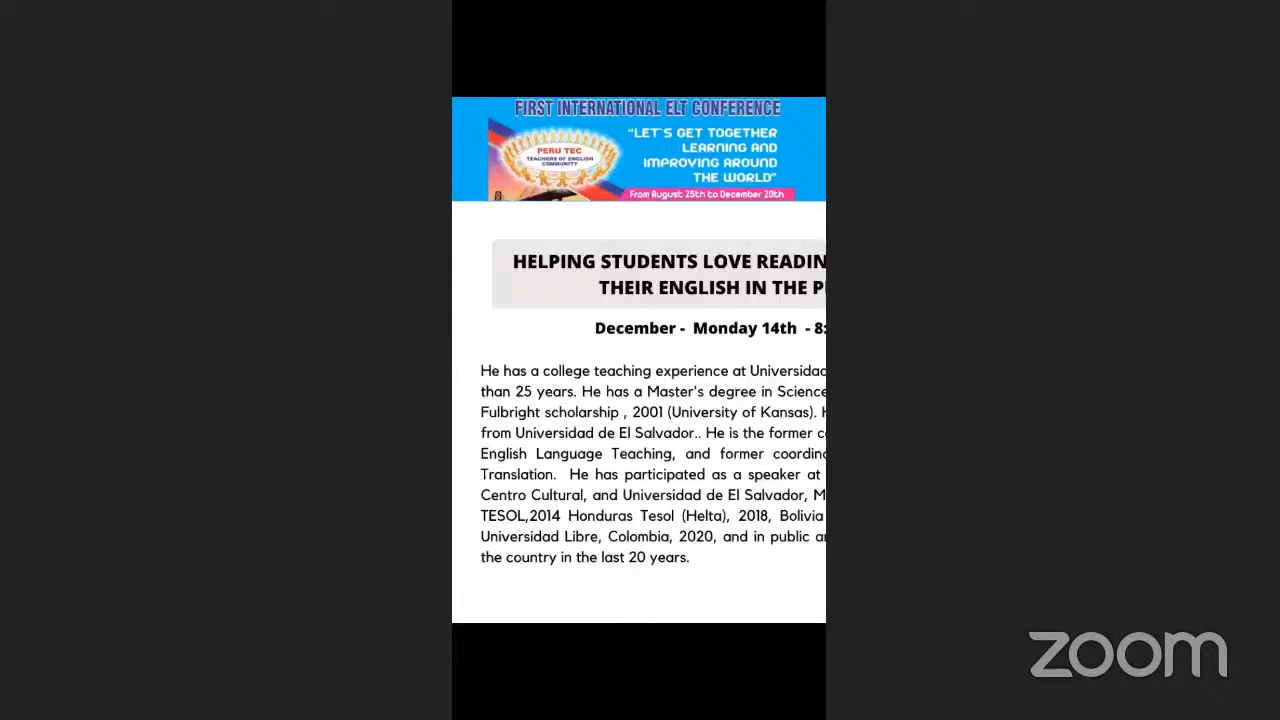 FIRST INTERNATIONAL ELT CONFERENCE
"LET'S GET TOGETHER
LEARNING AND
IMPROVING AROUND
THE WORLD"
PERU TEC
TEACHERS OF ENGLISH
COMMUNITY
From August 25th to December 20th
HELPING STUDENTS LOVE READIN
THEIR ENGLISH IN THE P
December - Monday 14th - 8:
He has a college teaching experience at Universidad
than 25 years. He has a Master's degree in Science
Fulbright scholarship , 2001 (University of Kansas).
from Universidad de El Salvador.. He is the former
English Language Teaching, and former coordin
Translation. He has participated as a speaker at
Centro Cultural, and Universidad de El Salvador, M
TESOL,2014 Honduras Tesol (Helta), 2018, Bolivia
Universidad Libre, Colombia, 2020, and in public
the country in the last 20 years.
zoom